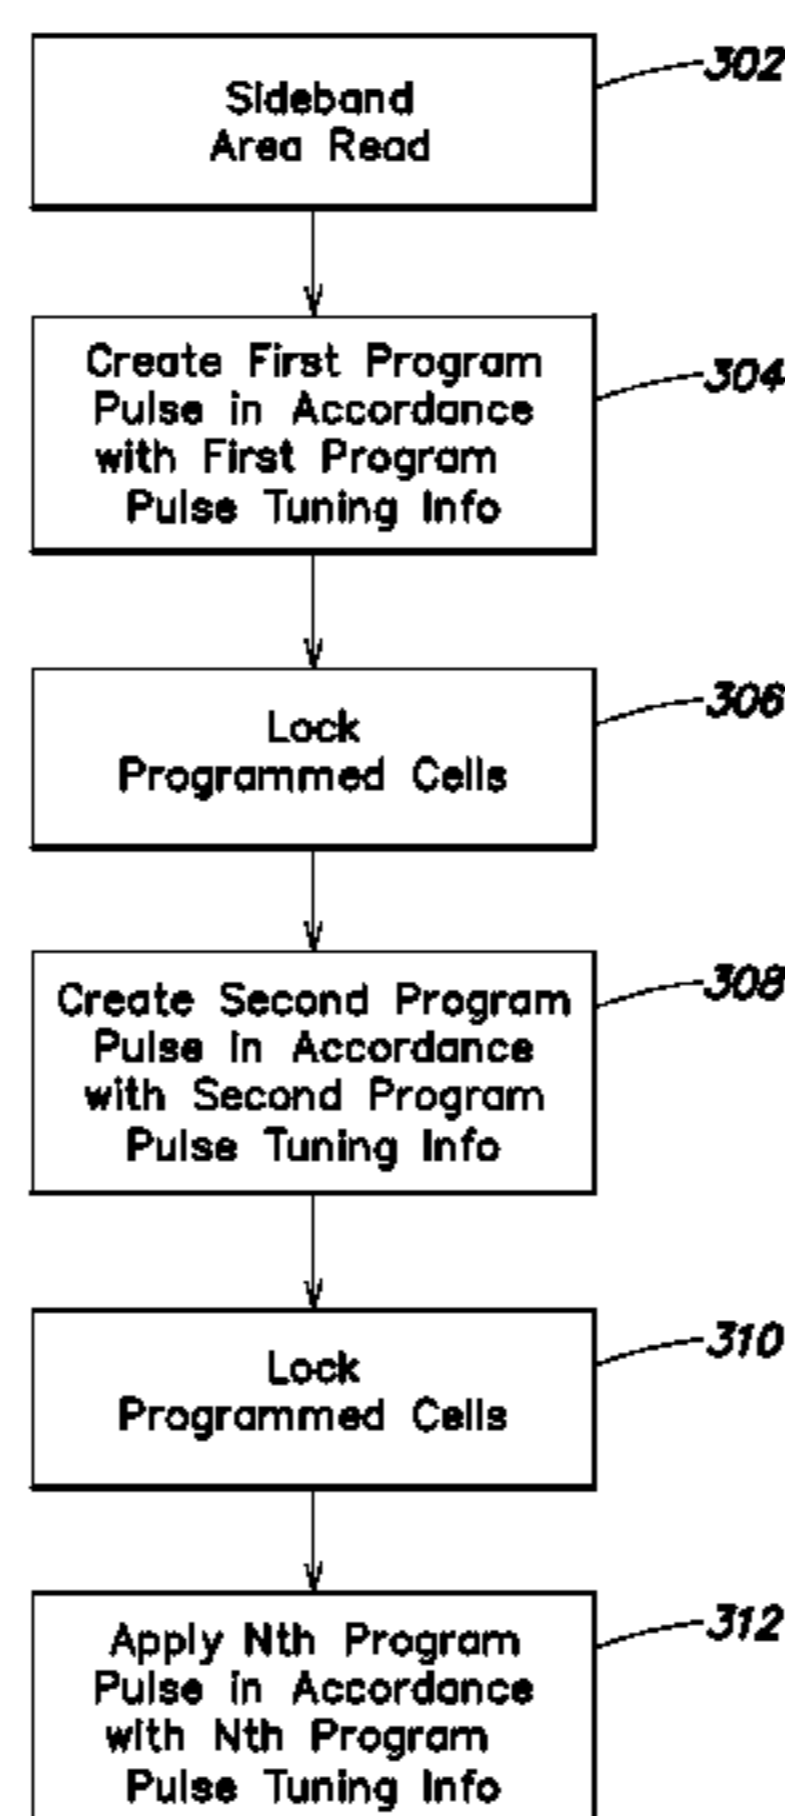 302
Sideband
Area Read
304
Create First Program
Pulse in Accordance
with First Program
Pulse Tuning Info
306
Lock
Programmed Cells
308
Create Second Program
Pulse in Accordance
with Second Program
Pulse Tuning Info
310
Lock
Programmed Cells
312
Apply Nth Program
Pulse in Accordance
with Nth Program
Pulse Tuning Info